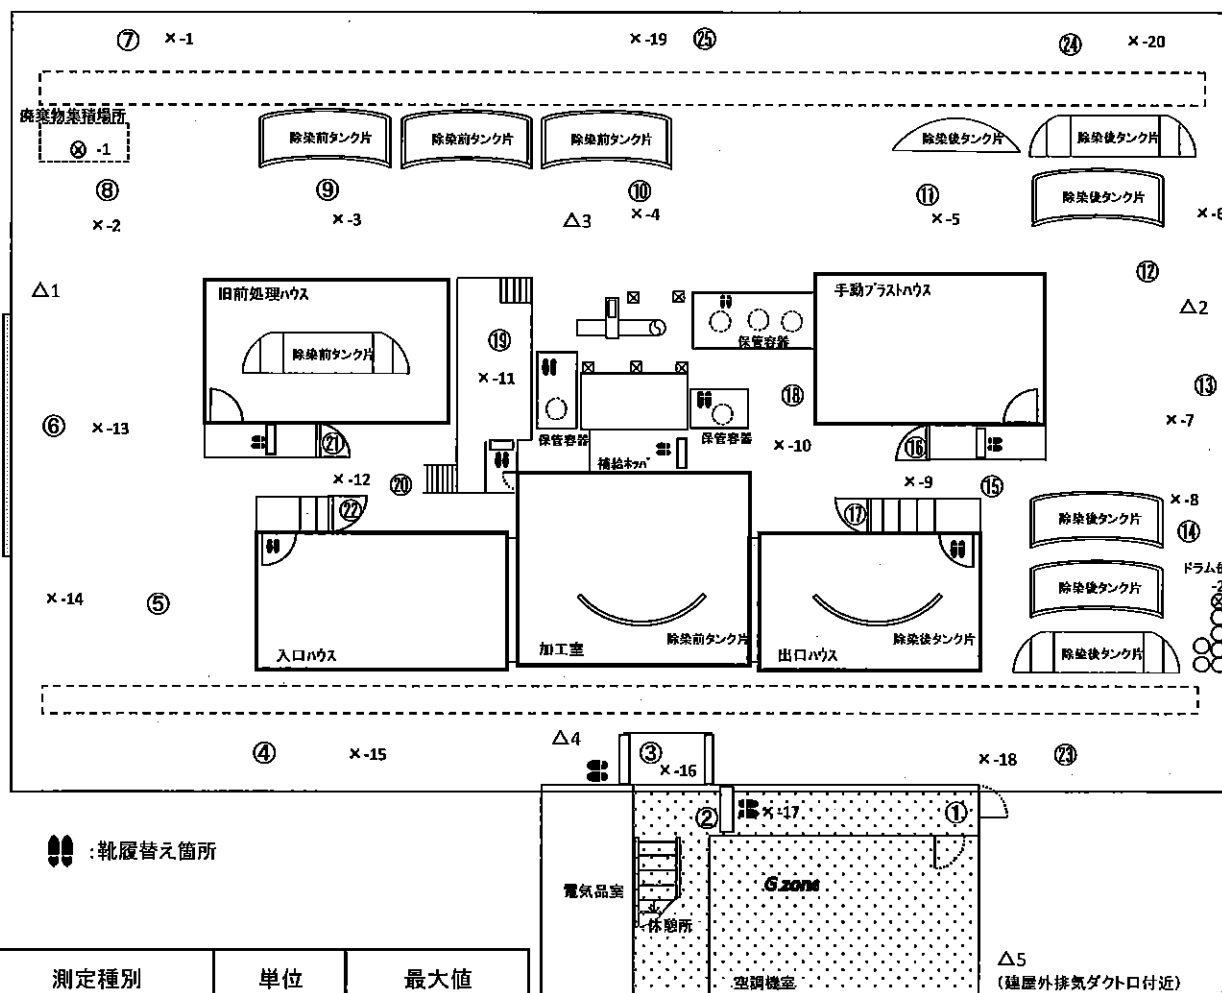 ⑦ ×-1 ×-19 ㉕ ㉔ ×-20
廃棄物集積場所
⊗ -1
除染前タンク片 除染前タンク片 除染前タンク片 除染後タンク片 除染後タンク片
⑧ ⑨ ⑩ ⑪ 除染後タンク片
×-2 ×-3 △3 ×-4 ×-5 ×-6
⑫
△1 旧前処理ハウス 手動ブラストハウス △2
除染前タンク片 ⑲ 保管容器
×-11 ⑱ ⑬
⑥ ×-13 ×-7
㉑ 保管容器 保管容器 ×-10 ⑯
補給ホッパ
×-12 ⑳ ×-9 ⑮
㉒ ⑰ ×-8
除染後タンク片 ⑭
ドラム缶
-2
×-14 ⑤ 除染後タンク片
入口ハウス 加工室 除染前タンク片 出口ハウス 除染後タンク片 除染後タンク片
④ ×-15 △4 ③ ×-16 ×-18 ㉓
② ×-17 ①
:靴履替え箇所
電気品室 G zone
休憩所
測定種別 単位 最大値 空調機室 △5
(建屋外排気ダクト口付近)